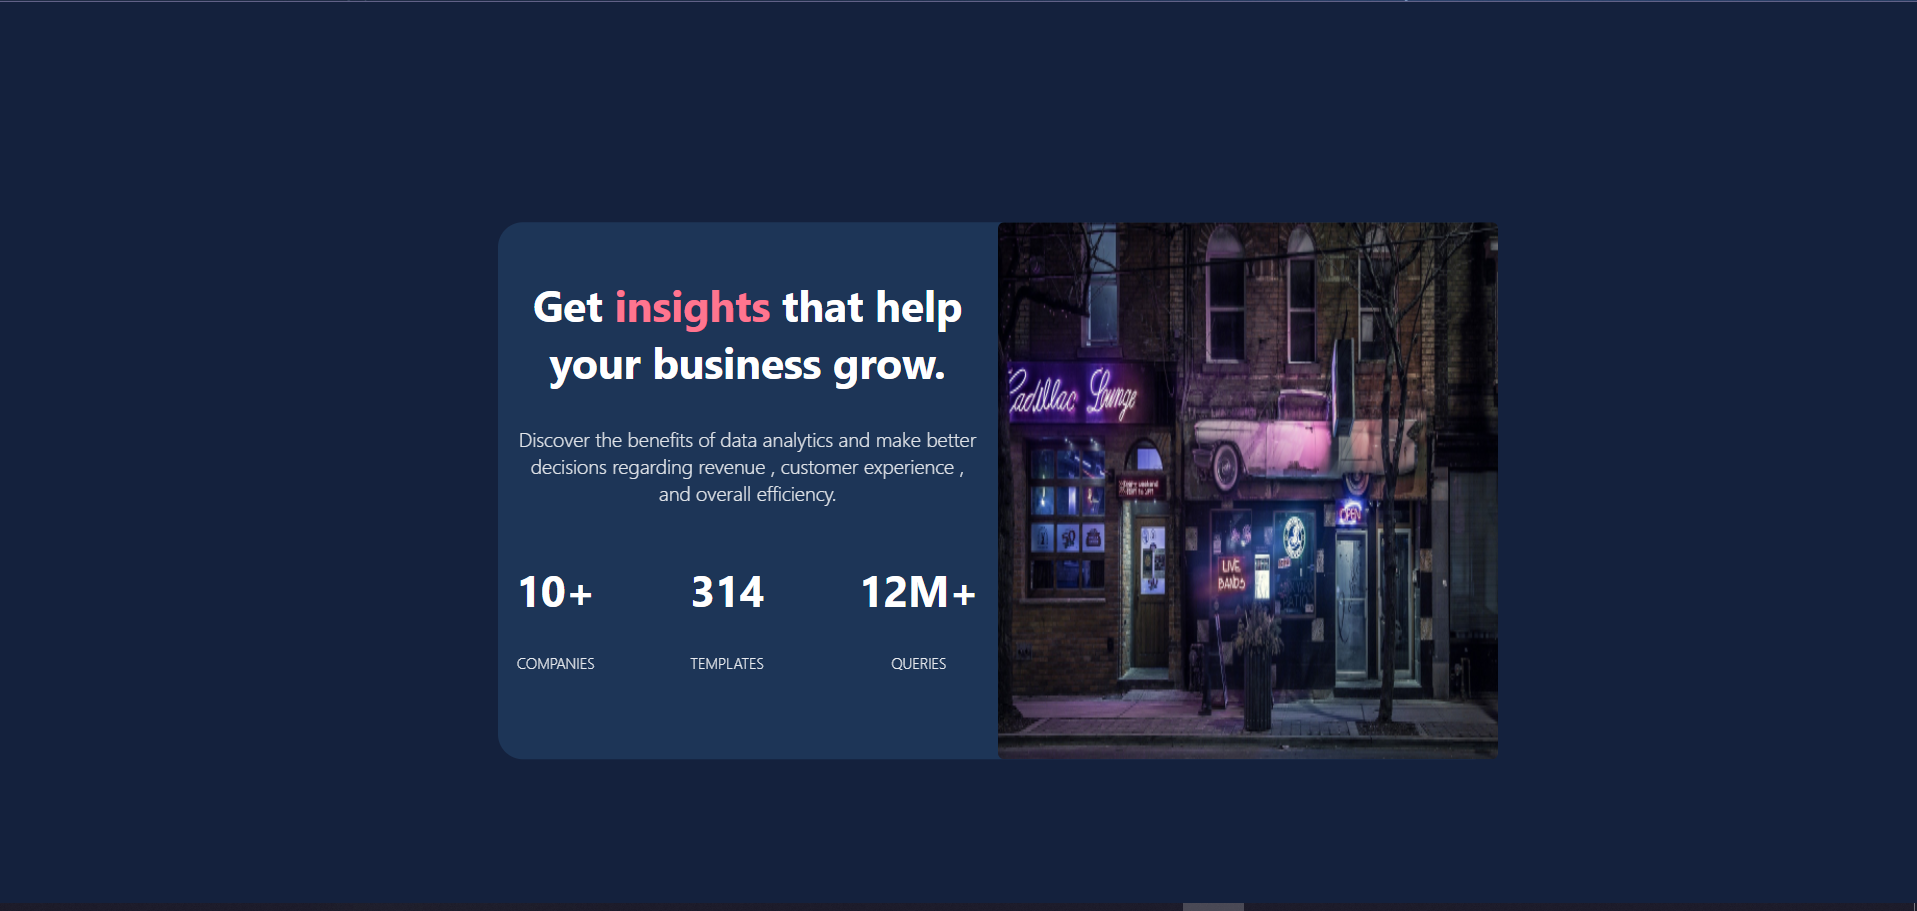 Get insights that help
your business grow.
Discover the benefits of data analytics and make better
decisions regarding revenue , customer experience ,
and overall efficiency.
10+ 314 12M+
COMPANIES TEMPLATES QUERIES
Cadillac Lounge
OPEN
LIVE
BANDS